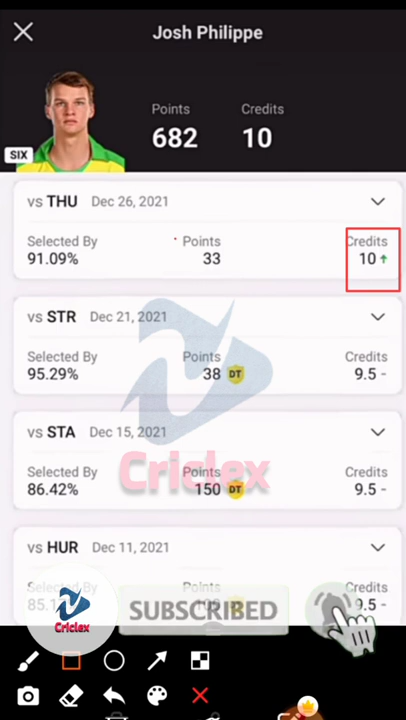 Josh Philippe
Points
Credits
682
10
SIX
vs THU Dec 26, 2021
Selected By
Points
Credits
91.09%
33
10
vs STR Dec 21, 2021
Selected By
Points
Credits
95.29%
38 DT
9.5 -
vs STA Dec 15, 2021
Selected By
Points
Credits
86.42%
150 DT
9.5 -
Criclex
vs HUR Dec 11, 2021
Points
Credits
9.5 -
SUBSCRIBED
Criclex